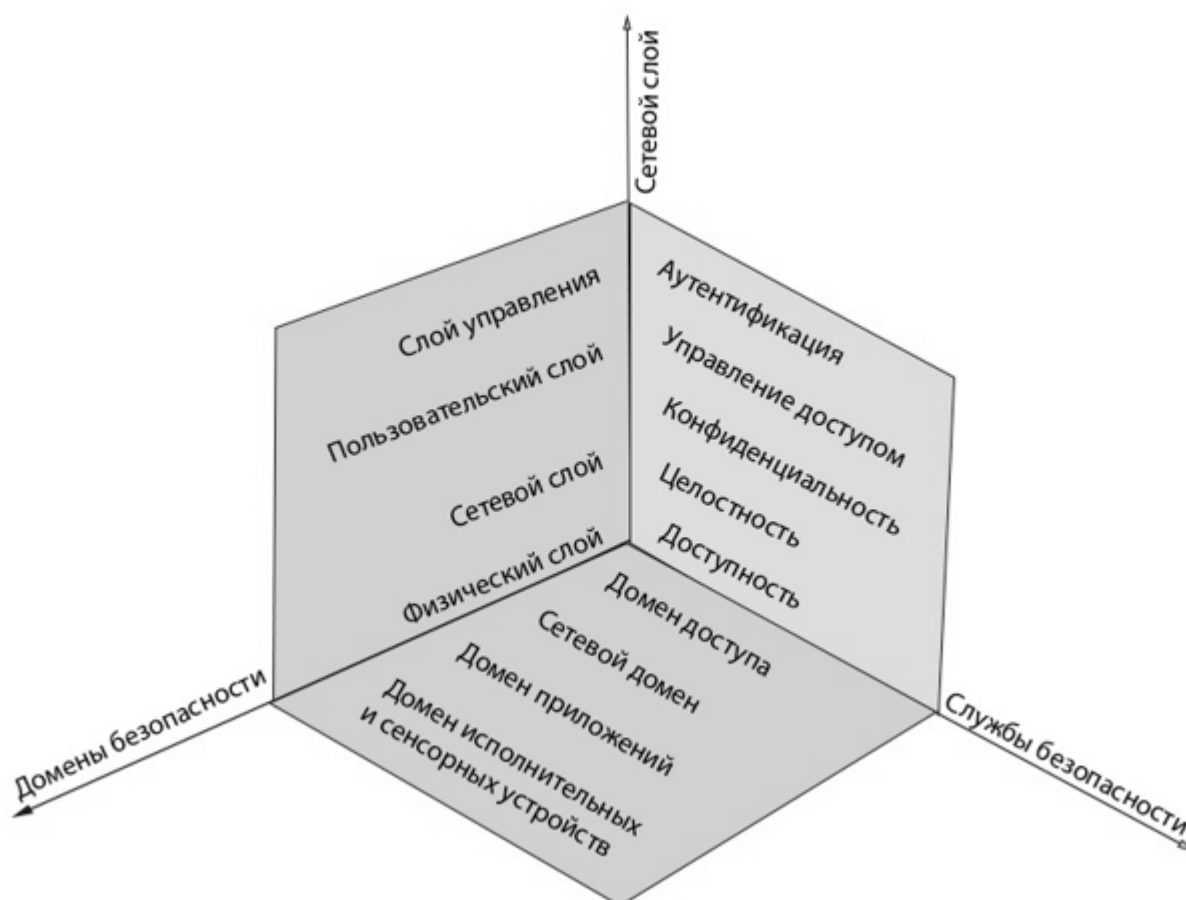 Сетевой слой
Слой управления
Пользовательский слой
Сетевой слой
Физический слой
Аутентификация
Управление доступом
Конфиденциальность
Целостность
Доступность
Домен доступа
Сетевой домен
Домен приложений
Домен исполнительных
и сенсорных устройств
Домены безопасности
Службы безопасности